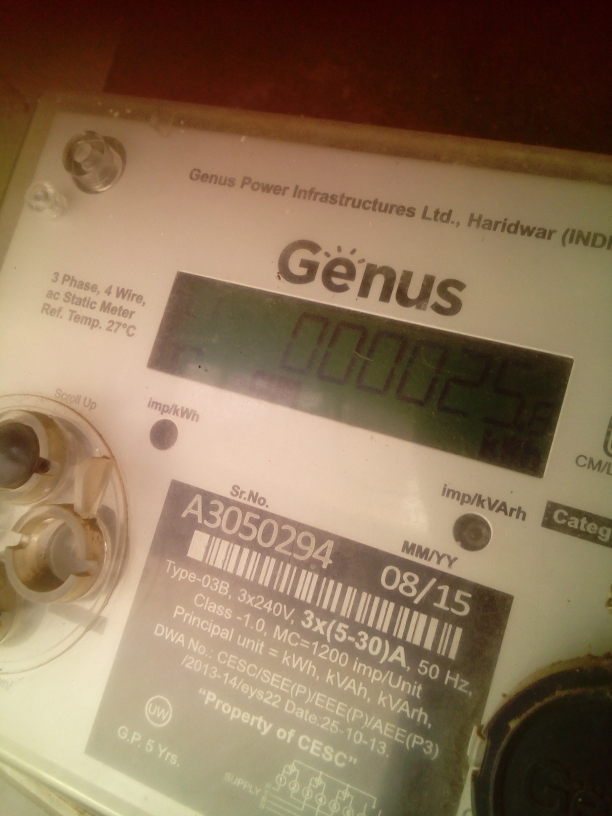 Genus Power Infrastructures Ltd., Haridwar
Genus
3 Phase, 4 Wire,
ac Static Meter
Ref. Temp. 27°C
000025.
Scroll Up
imp/kWh
CM/L
Sr.No.
imp/kVArh
Categ
A3050294
MM/YY
08/15
Type-03B, 3x240V, 3x(5-30)A, 50 Hz,
Class -1.0, MC=1200 imp/Unit
Principal unit = kWh, kVAh, kVArh,
DWA No.: CESC/SEE(P)/EEE(P)/AEE(P3)
/2013-14/eys22 Date:25-10-13,
"Property of CESC"
UW
G.P. 5 Yrs.
SUPPLY